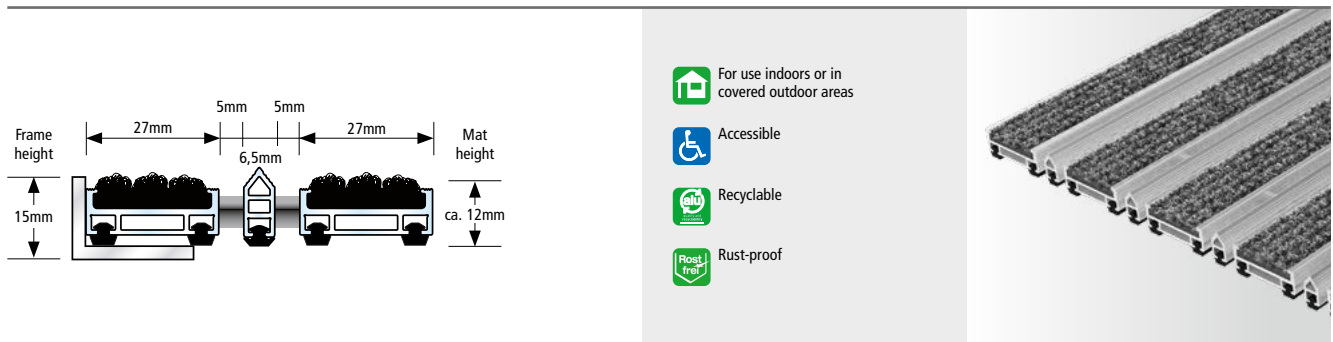 5mm
5mm
Frame
height
27mm
27mm
Mat
height
6,5mm
15mm
ca. 12mm
For use indoors or in
covered outdoor areas
Accessible
alu
Recyclable
Rost
frei
Rust-proof